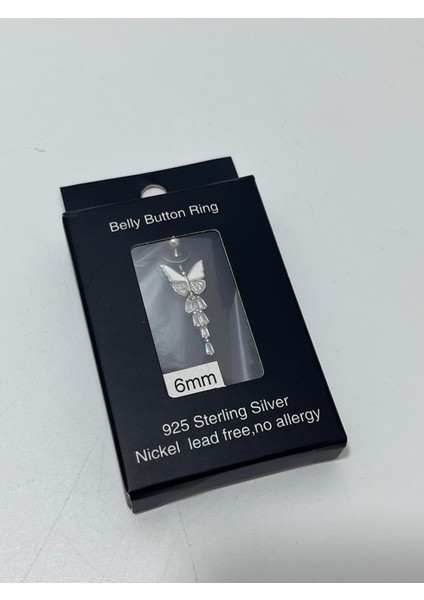 Belly Button Ring
6mm
925 Sterling Silver
Nickel lead free,no allergy